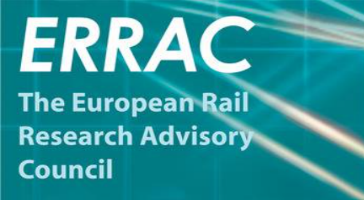 ERRAC
The European Rail
Research Advisory
Council